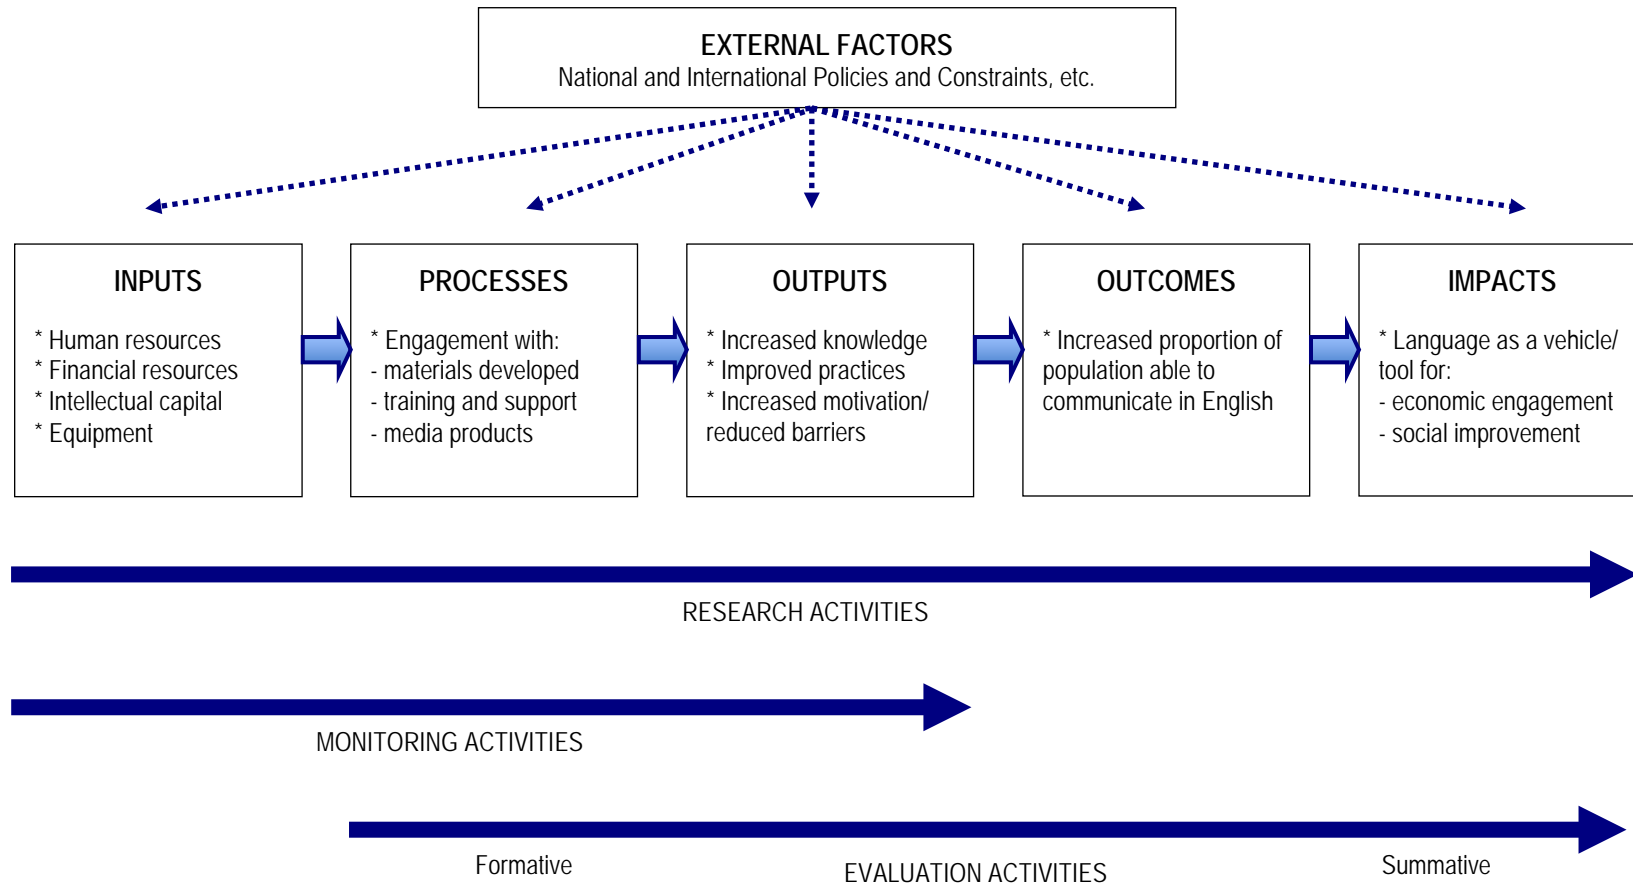 EXTERNAL FACTORS
National and International Policies and Constraints, etc.
INPUTS
* Human resources
* Financial resources
* Intellectual capital
* Equipment
PROCESSES
* Engagement with:
- materials developed
- training and support
- media products
OUTPUTS
* Increased knowledge
* Improved practices
* Increased motivation/
reduced barriers
OUTCOMES
* Increased proportion of
population able to
communicate in English
IMPACTS
* Language as a vehicle/
tool for:
- economic engagement
- social improvement
RESEARCH ACTIVITIES
MONITORING ACTIVITIES
Formative
EVALUATION ACTIVITIES
Summative